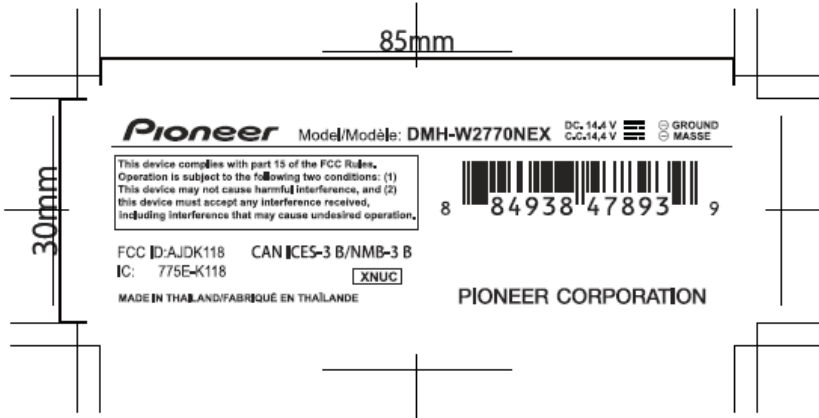 85mm
30mm
Pioneer Model/Modèle: DMH-W2770NEX DC. 14.4 V ⊖ GROUND
C.C.14,4 V ⊖ MASSE
This device complies with part 15 of the FCC Rules.
Operation is subject to the following two conditions: (1)
This device may not cause harmful interference, and (2)
this device must accept any interference received,
including interference that may cause undesired operation.
8 84938 47893 9
FCC ID:AJDK118 CAN ICES-3 B/NMB-3 B
IC: 775E-K118
XNUC
MADE IN THAILAND/FABRIQUÉ EN THAÏLANDE
PIONEER CORPORATION